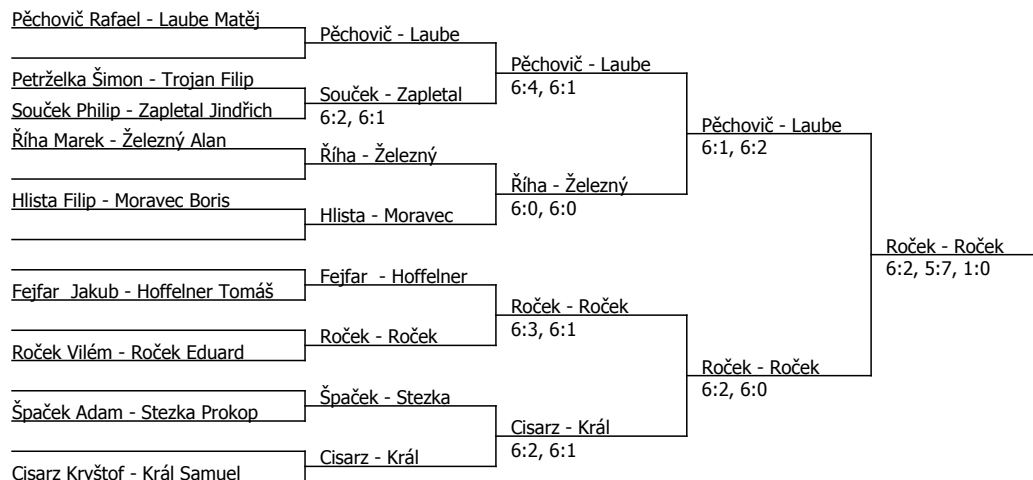 Pěchovič Rafael - Laube Matěj
Petrželka Šimon - Trojan Filip
Souček Philip - Zapletal Jindřich
Říha Marek - Železný Alan
Hlista Filip - Moravec Boris
Fejfar  Jakub - Hoffelner Tomáš
Roček Vilém - Roček Eduard
Špaček Adam - Stezka Prokop
Cisarz Kryštof - Král Samuel
Pěchovič - Laube
Souček - Zapletal
6:2, 6:1
Říha - Železný
Hlista - Moravec
Fejfar  - Hoffelner
Roček - Roček
Špaček - Stezka
Cisarz - Král
Pěchovič - Laube
6:4, 6:1
Říha - Železný
6:0, 6:0
Roček - Roček
6:3, 6:1
Cisarz - Král
6:2, 6:1
Pěchovič - Laube
6:1, 6:2
Roček - Roček
6:2, 6:0
Roček - Roček
6:2, 5:7, 1:0